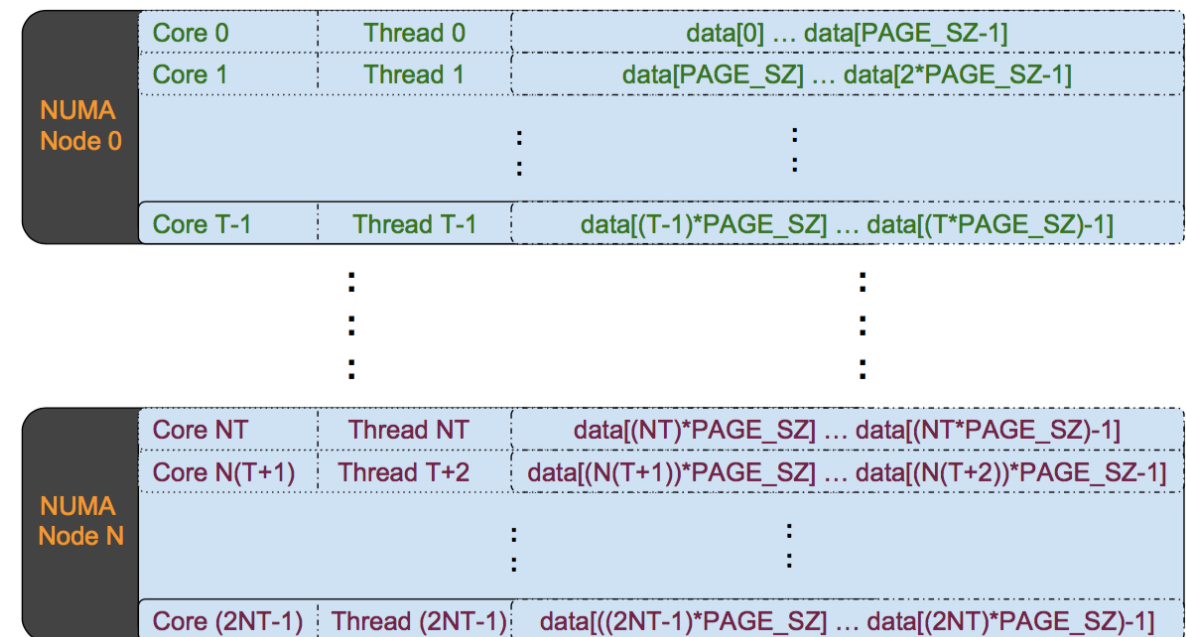 NUMA
Node 0
Core 0 Thread 0 data[0] … data[PAGE_SZ-1]
Core 1 Thread 1 data[PAGE_SZ] … data[2*PAGE_SZ-1]
Core T-1 Thread T-1 data[(T-1)*PAGE_SZ] … data[(T*PAGE_SZ)-1]
NUMA
Node N
Core NT Thread NT data[(NT)*PAGE_SZ] … data[(NT*PAGE_SZ)-1]
Core N(T+1) Thread T+2 data[(N(T+1))*PAGE_SZ] … data[(N(T+2))*PAGE_SZ-1]
Core (2NT-1) Thread (2NT-1) data[((2NT-1)*PAGE_SZ] … data[(2NT)*PAGE_SZ)-1]